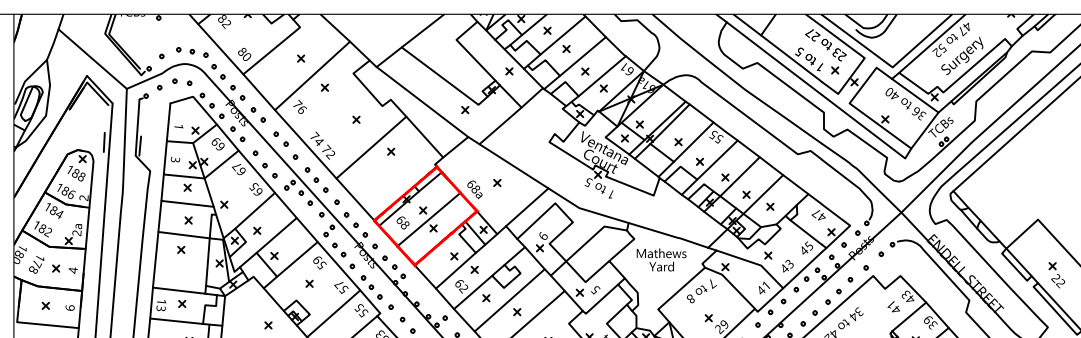 TCBs
82
80
76
74 72
Posts
1
3
69
67
65
188
186
2
184
182
2a
180
178
4
6
13
59
57
55
53
Posts
68
68a
62
6
5
61
61a
55
Ventana
Court
1 to 5
Mathews
Yard
7 to 8
29
41
43
45
47
Posts
34 to 42
41
43
39
ENDELL STREET
22
1 to 5
23 to 27
36 to 40
47 to 52
Surgery
TCBs